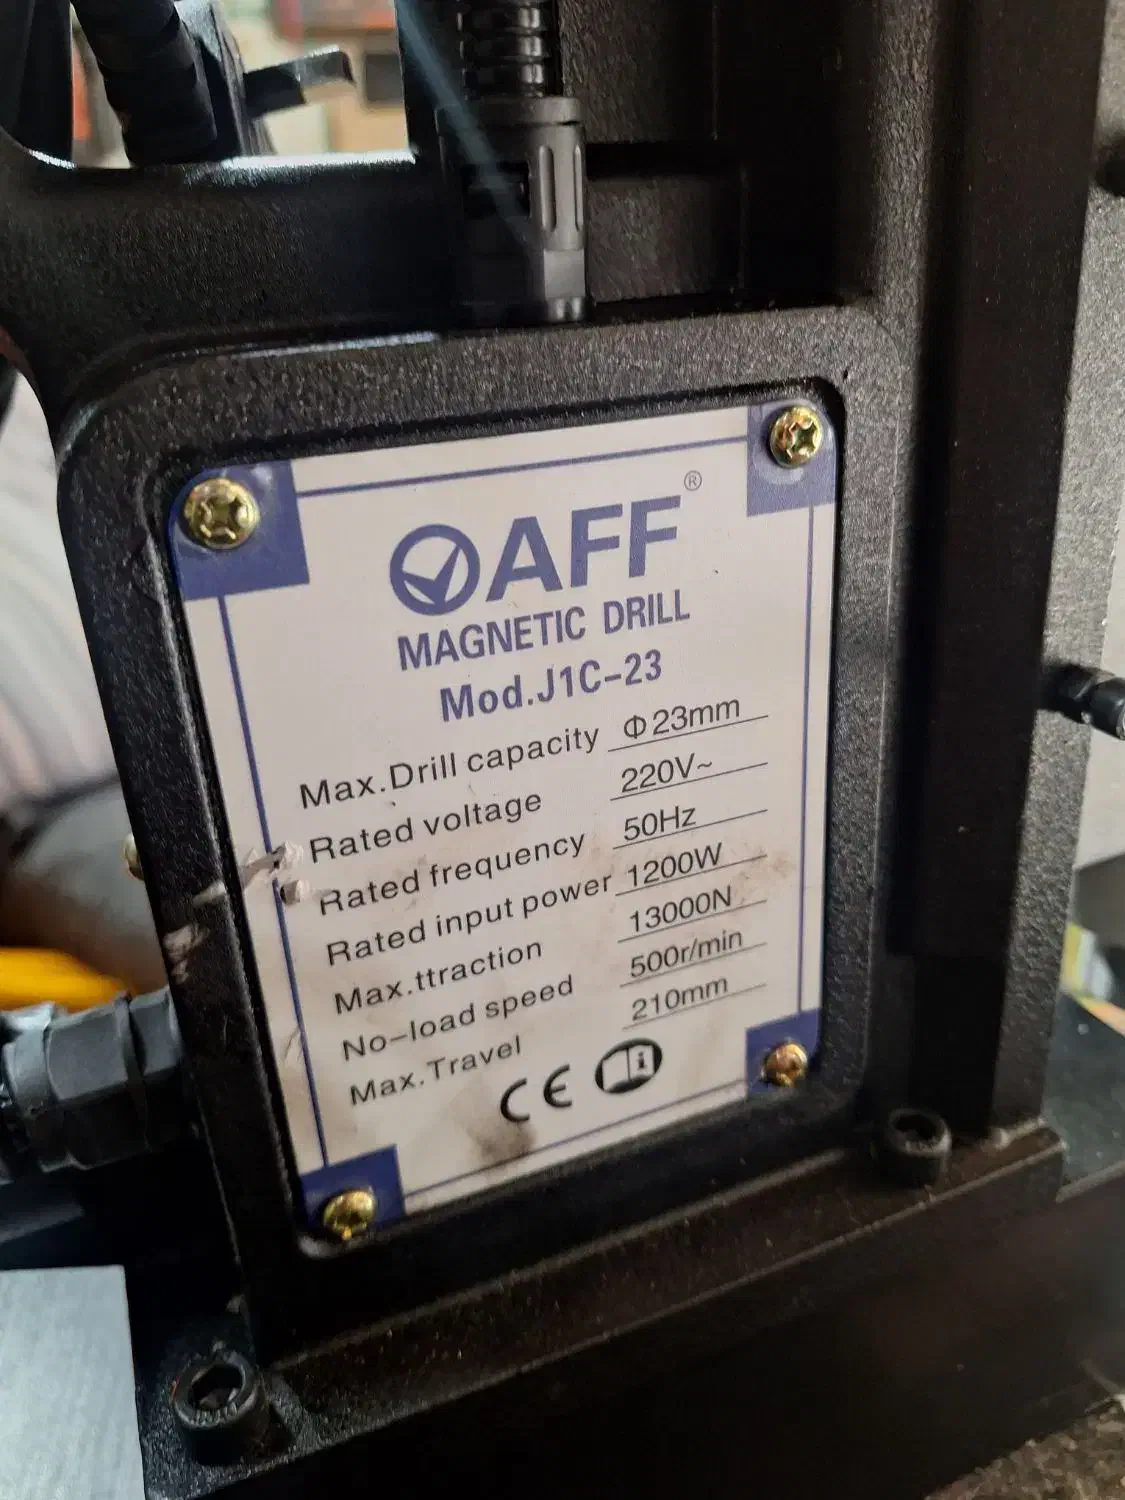 AFF®
MAGNETIC DRILL
Mod.J1C-23
Max.Drill capacity Φ23mm
Rated voltage 220V~
Rated frequency 50Hz
Rated input power 1200W
Max.ttraction 13000N
No-load speed 500r/min
Max.Travel 210mm
CE i